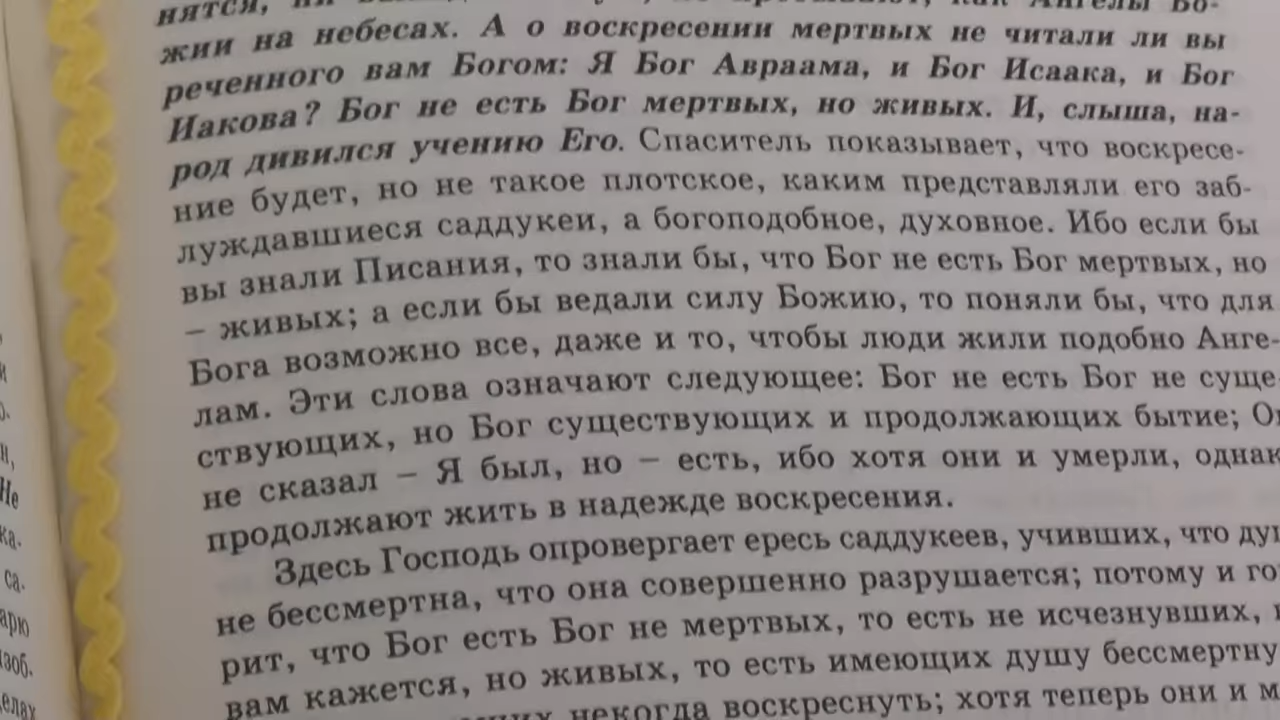 как Ангелы Бо-
жии на небесах. А о воскресении мертвых не читали ли вы
реченного вам Богом: Я Бог Авраама, и Бог Исаака, и Бог
Иакова? Бог не есть Бог мертвых, но живых. И, слыша, на-
род дивился учению Его. Спаситель показывает, что воскресе-
ние будет, но не такое плотское, каким представляли его заб-
луждавшиеся саддукеи, а богоподобное, духовное. Ибо если бы
вы знали Писания, то знали бы, что Бог не есть Бог мертвых, но
– живых; а если бы ведали силу Божию, то поняли бы, что для
Бога возможно все, даже и то, чтобы люди жили подобно Анге-
лам. Эти слова означают следующее: Бог не есть Бог не суще-
ствующих, но Бог существующих и продолжающих бытие; Он
не сказал – Я был, но – есть, ибо хотя они и умерли, однак
продолжают жить в надежде воскресения.
Здесь Господь опровергает ересь саддукеев, учивших, что ду
не бессмертна, что она совершенно разрушается; потому и го
рит, что Бог есть Бог не мертвых, то есть не исчезнувших,
вам кажется, но живых, то есть имеющих душу бессмертну
некогда воскреснуть; хотя теперь они и м